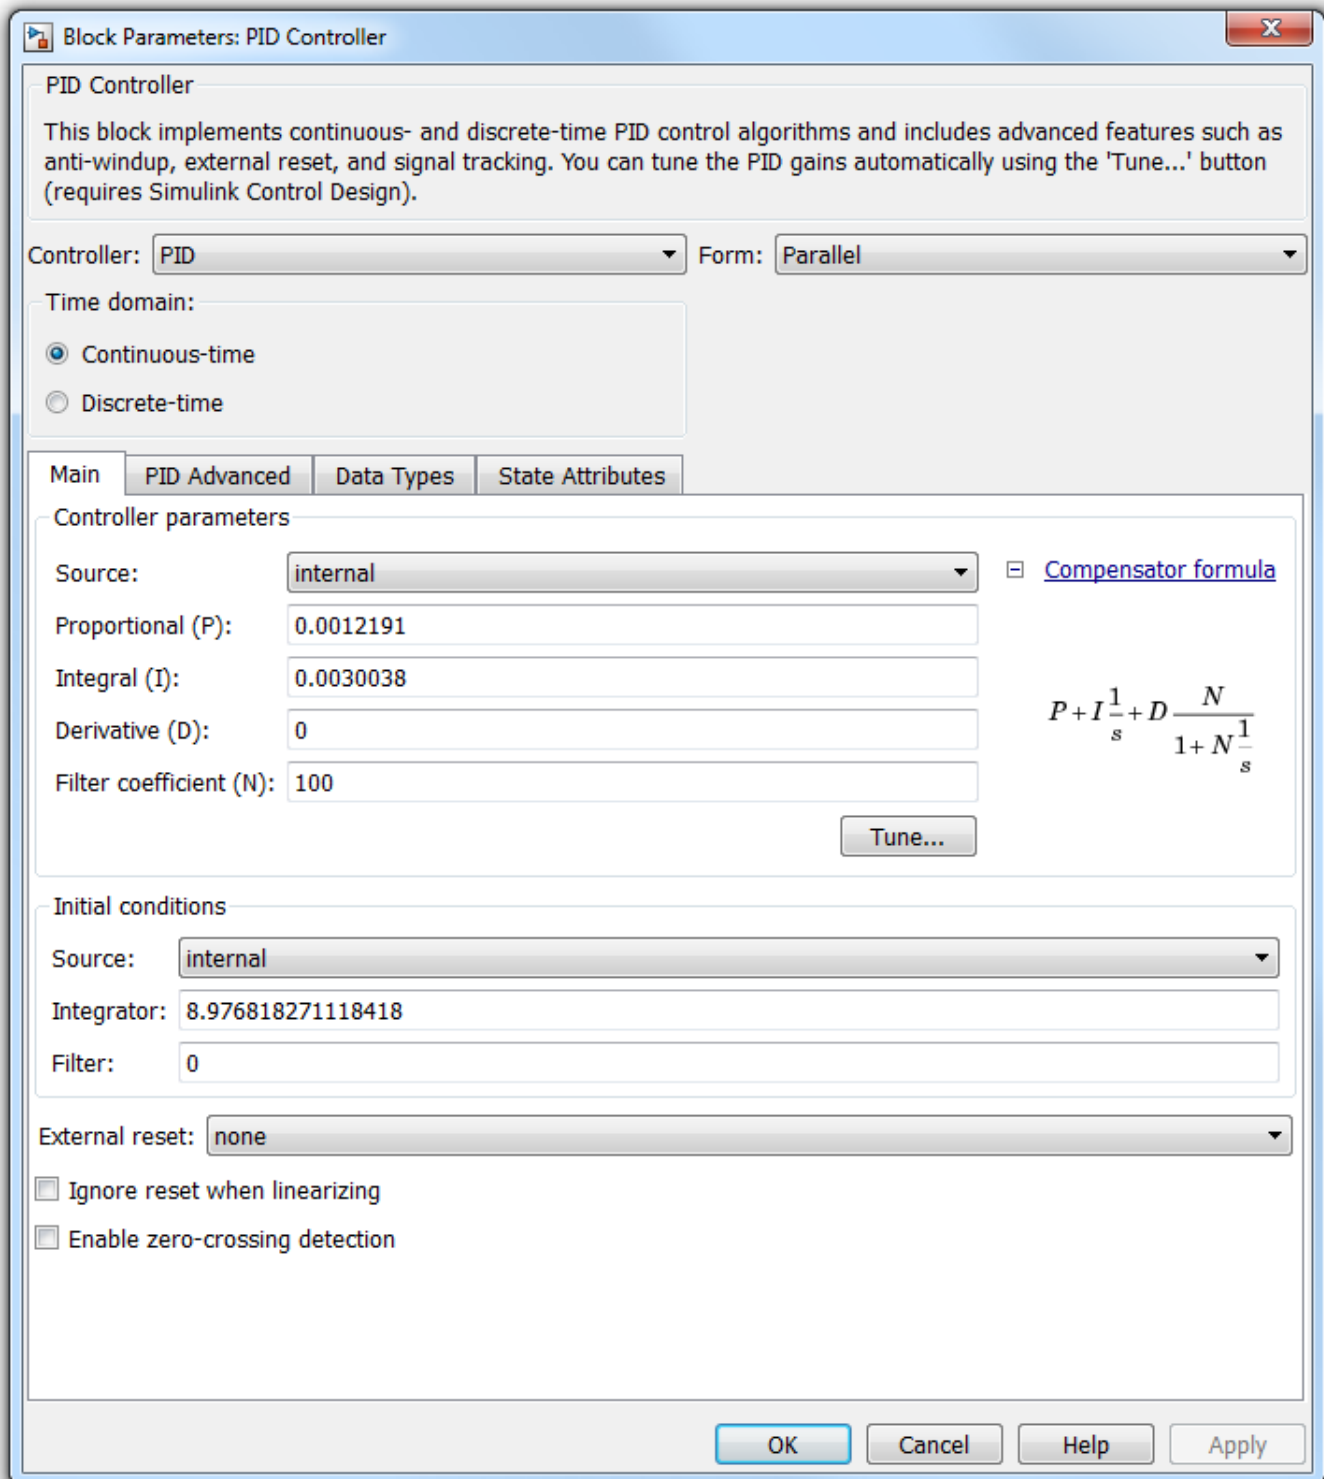 Block Parameters: PID Controller
X
PID Controller
This block implements continuous- and discrete-time PID control algorithms and includes advanced features such as
anti-windup, external reset, and signal tracking. You can tune the PID gains automatically using the 'Tune...' button
(requires Simulink Control Design).
Controller: PID Form: Parallel
Time domain:
Continuous-time
Discrete-time
Main PID Advanced Data Types State Attributes
Controller parameters
Source: internal Compensator formula
Proportional (P): 0.0012191
Integral (I): 0.0030038
P + I 1/s + D N/(1 + N 1/s)
Derivative (D): 0
Filter coefficient (N): 100
Tune...
Initial conditions
Source: internal
Integrator: 8.976818271118418
Filter: 0
External reset: none
Ignore reset when linearizing
Enable zero-crossing detection
OK Cancel Help Apply